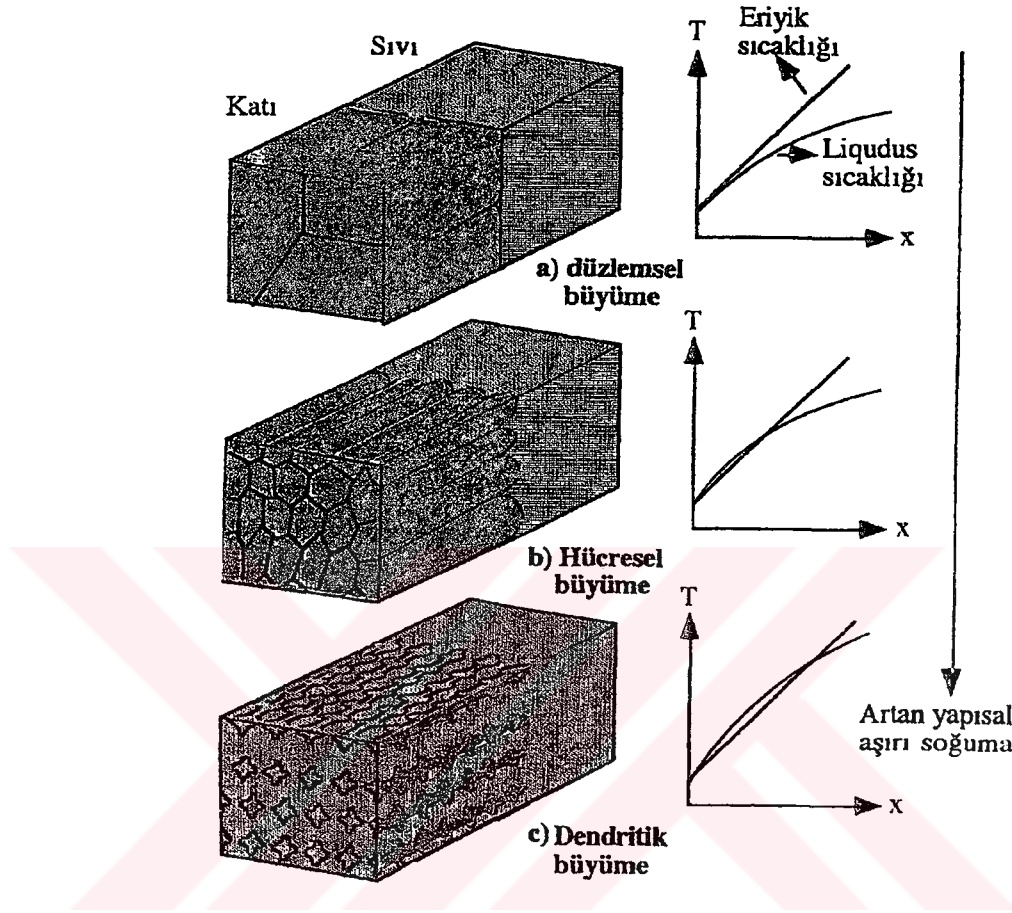 Sıvı
Katı
T
Eriyik
sıcaklığı
Liqudus
sıcaklığı
x
a) düzlemsel
büyüme
T
x
b) Hücresel
büyüme
T
x
Artan yapısal
aşırı soğuma
c) Dendritik
büyüme